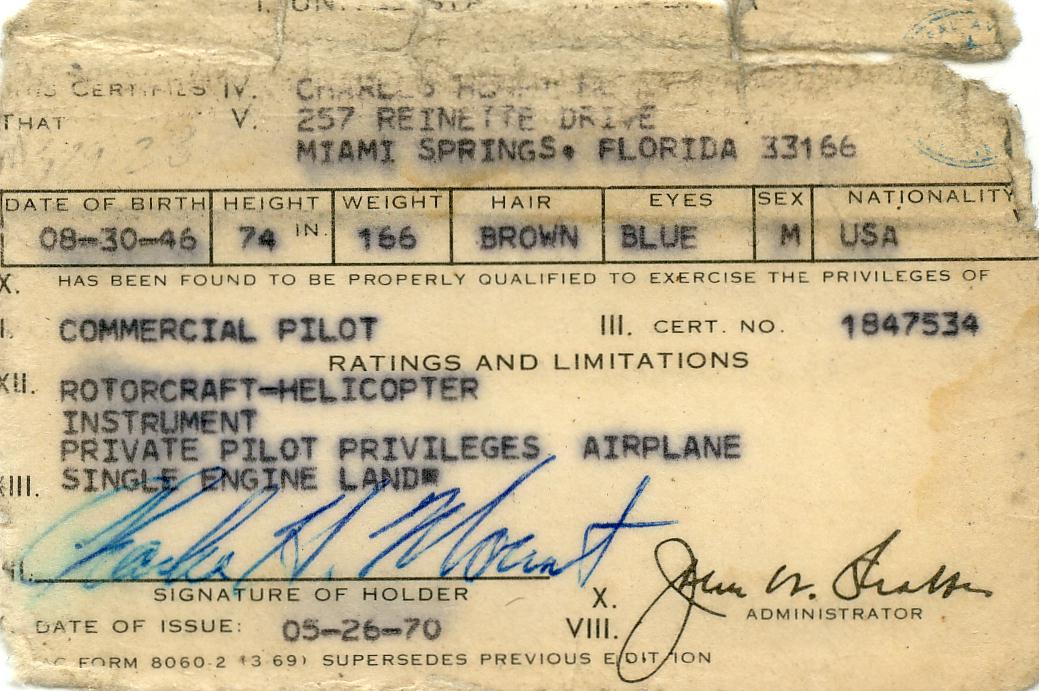 IV. CHARLES
THAT V. 257 REINETTE DRIVE
MIAMI SPRINGS, FLORIDA 33166
DATE OF BIRTH HEIGHT WEIGHT HAIR EYES SEX NATIONALITY
08-30-46 74 IN. 166 BROWN BLUE M USA
X. HAS BEEN FOUND TO BE PROPERLY QUALIFIED TO EXERCISE THE PRIVILEGES OF
COMMERCIAL PILOT III. CERT. NO. 1847534
RATINGS AND LIMITATIONS
XII. ROTORCRAFT-HELICOPTER
INSTRUMENT
PRIVATE PILOT PRIVILEGES AIRPLANE
XIII. SINGLE ENGINE LAND
Charles H. Mount
SIGNATURE OF HOLDER
X.
ADMINISTRATOR
DATE OF ISSUE: 05-26-70 VIII.
FORM 8060-2 (3 69) SUPERSEDES PREVIOUS EDITION